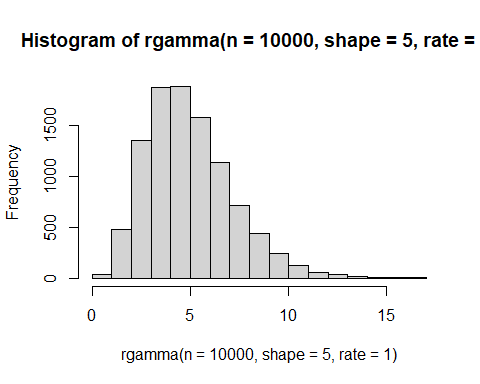 Histogram of rgamma(n = 10000, shape = 5, rate =
Frequency
1500
1000
500
0
0 5 10 15
rgamma(n = 10000, shape = 5, rate = 1)